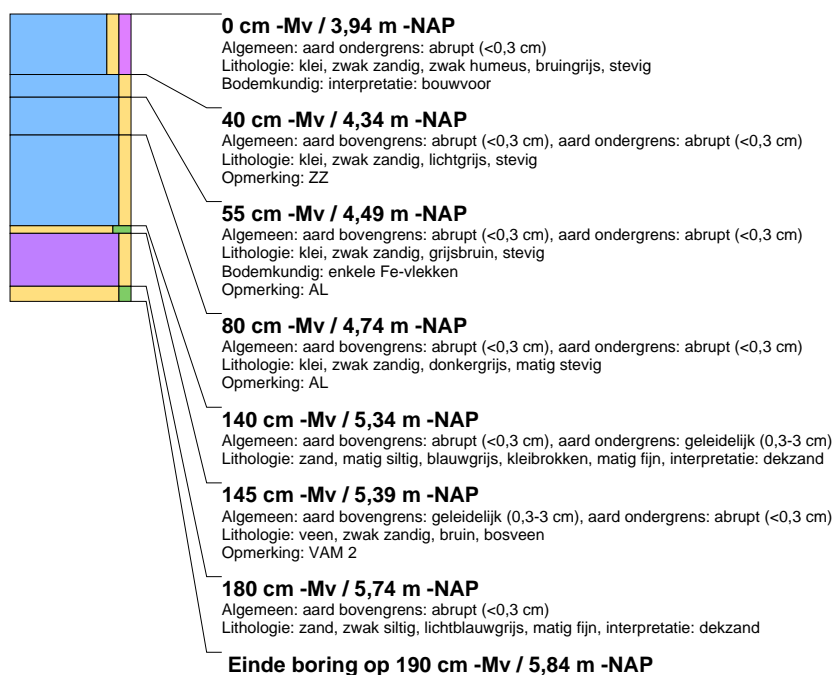 0 cm -Mv / 3,94 m -NAP
Algemeen: aard ondergrens: abrupt (<0,3 cm)
Lithologie: klei, zwak zandig, zwak humeus, bruingrijs, stevig
Bodemkundig: interpretatie: bouwvoor
40 cm -Mv / 4,34 m -NAP
Algemeen: aard bovengrens: abrupt (<0,3 cm), aard ondergrens: abrupt (<0,3 cm)
Lithologie: klei, zwak zandig, lichtgrijs, stevig
Opmerking: ZZ
55 cm -Mv / 4,49 m -NAP
Algemeen: aard bovengrens: abrupt (<0,3 cm), aard ondergrens: abrupt (<0,3 cm)
Lithologie: klei, zwak zandig, grijsbruin, stevig
Bodemkundig: enkele Fe-vlekken
Opmerking: AL
80 cm -Mv / 4,74 m -NAP
Algemeen: aard bovengrens: abrupt (<0,3 cm), aard ondergrens: abrupt (<0,3 cm)
Lithologie: klei, zwak zandig, donkergrijs, matig stevig
Opmerking: AL
140 cm -Mv / 5,34 m -NAP
Algemeen: aard bovengrens: abrupt (<0,3 cm), aard ondergrens: geleidelijk (0,3-3 cm)
Lithologie: zand, matig siltig, blauwgrijs, kleibrokken, matig fijn, interpretatie: dekzand
145 cm -Mv / 5,39 m -NAP
Algemeen: aard bovengrens: geleidelijk (0,3-3 cm), aard ondergrens: abrupt (<0,3 cm)
Lithologie: veen, zwak zandig, bruin, bosveen
Opmerking: VAM 2
180 cm -Mv / 5,74 m -NAP
Algemeen: aard bovengrens: abrupt (<0,3 cm)
Lithologie: zand, zwak siltig, lichtblauwgrijs, matig fijn, interpretatie: dekzand
Einde boring op 190 cm -Mv / 5,84 m -NAP